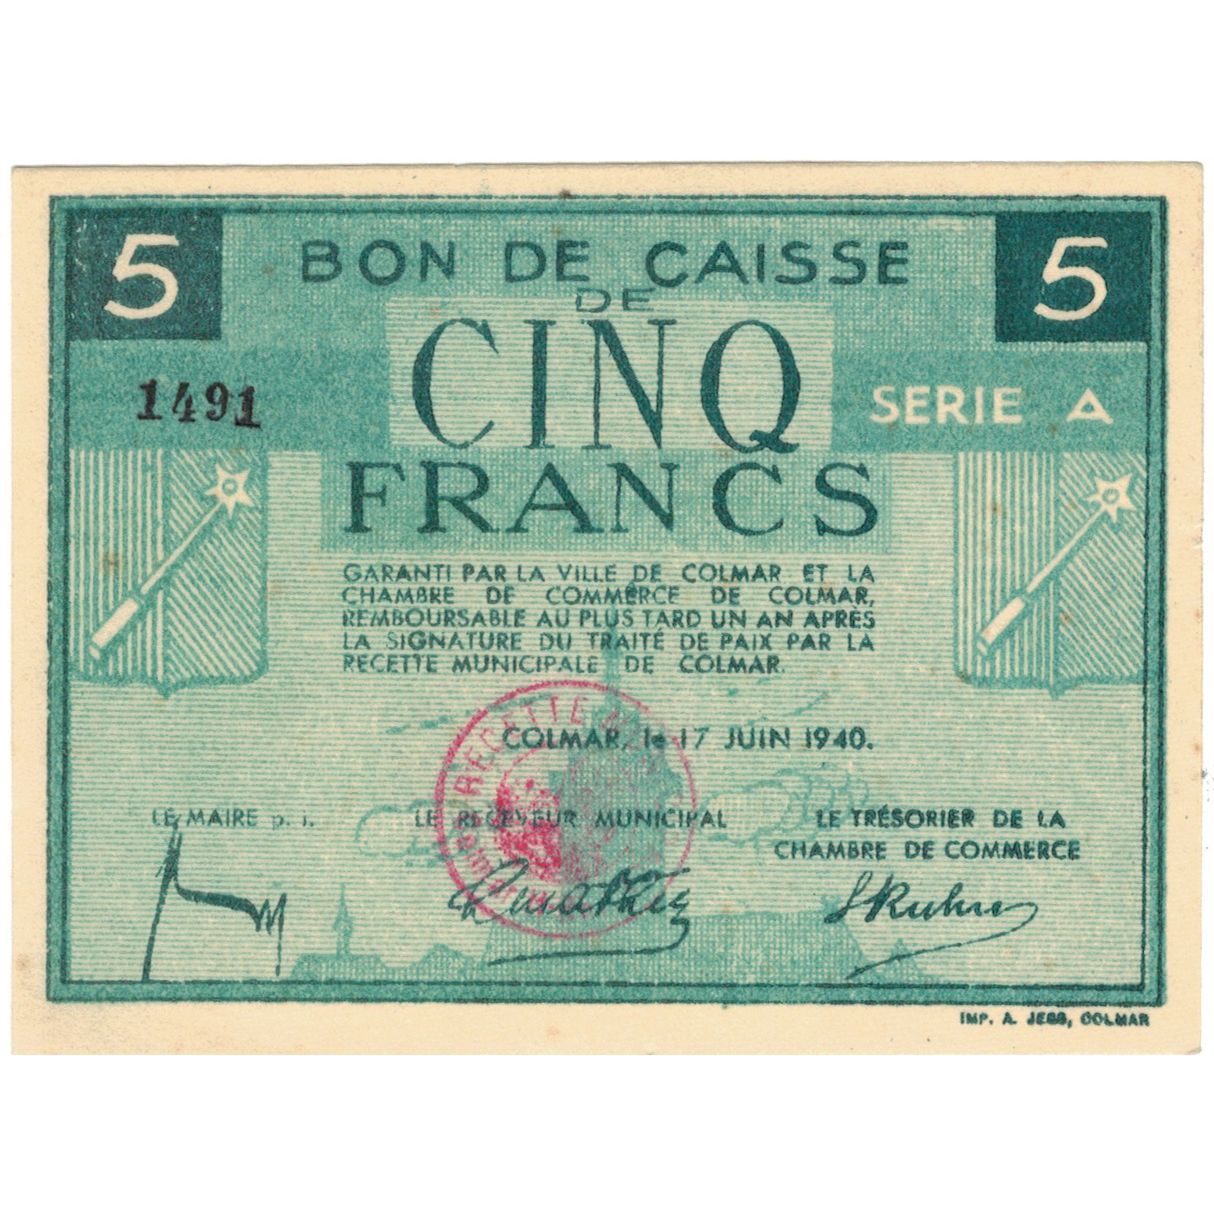 5 BON DE CAISSE 5
DE
CINQ
1491 SERIE A
FRANCS
GARANTI PAR LA VILLE DE COLMAR ET LA
CHAMBRE DE COMMERCE DE COLMAR,
REMBOURSABLE AU PLUS TARD UN AN APRÈS
LA SIGNATURE DU TRAITÉ DE PAIX PAR LA
RECETTE MUNICIPALE DE COLMAR.
RECETTE
COLMAR, le 17 JUIN 1940.
LE MAIRE p. i. LE RECEVEUR MUNICIPAL LE TRÉSORIER DE LA
CHAMBRE DE COMMERCE
IMP. A. JESS, COLMAR